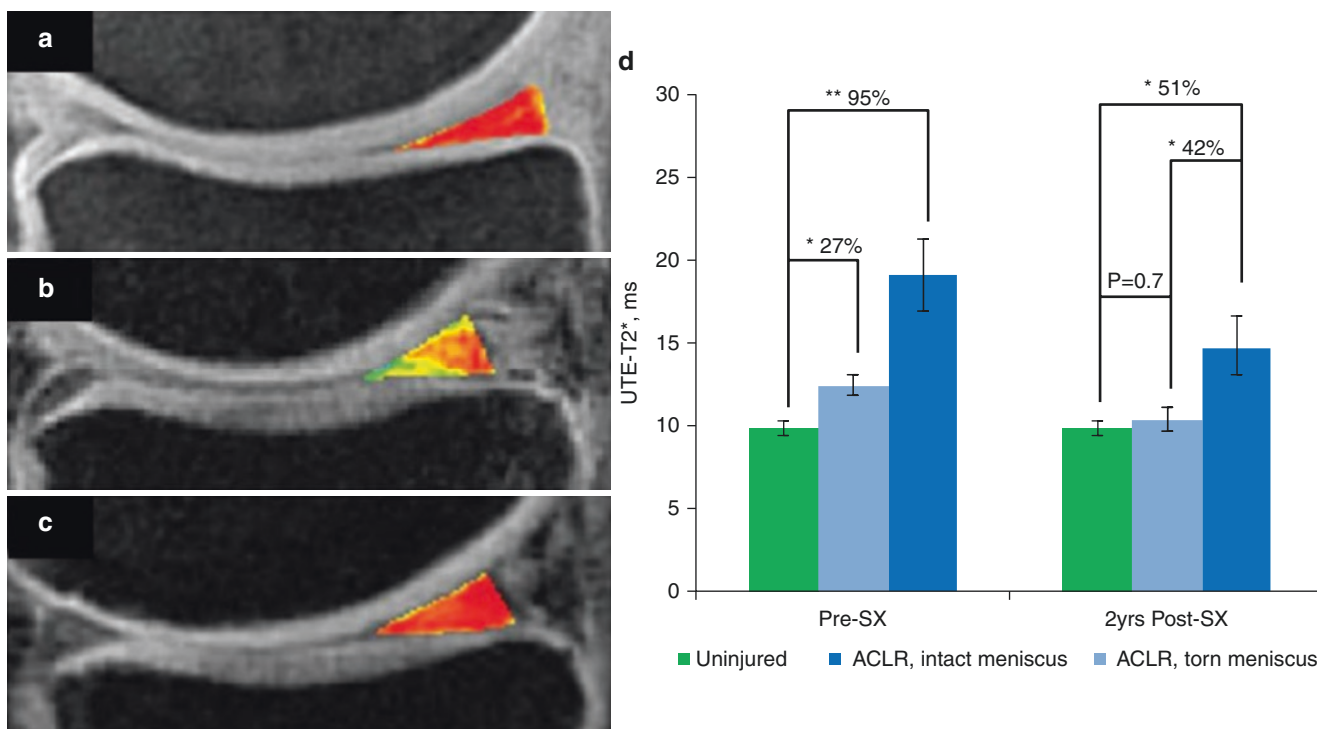 a
b
c
d
UTE-T2*, ms
30
25
20
15
10
5
0
** 95%
* 27%
* 51%
* 42%
P=0.7
Pre-SX
2yrs Post-SX
Uninjured
ACLR, intact meniscus
ACLR, torn meniscus